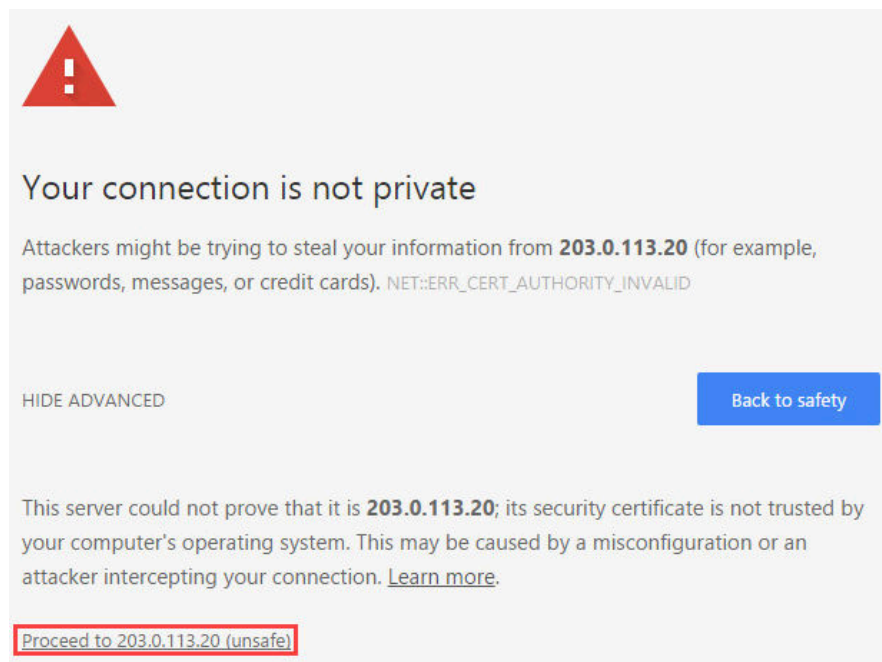 Your connection is not private
Attackers might be trying to steal your information from 203.0.113.20 (for example,
passwords, messages, or credit cards). NET::ERR_CERT_AUTHORITY_INVALID
HIDE ADVANCED
Back to safety
This server could not prove that it is 203.0.113.20; its security certificate is not trusted by
your computer's operating system. This may be caused by a misconfiguration or an
attacker intercepting your connection. Learn more.
Proceed to 203.0.113.20 (unsafe)